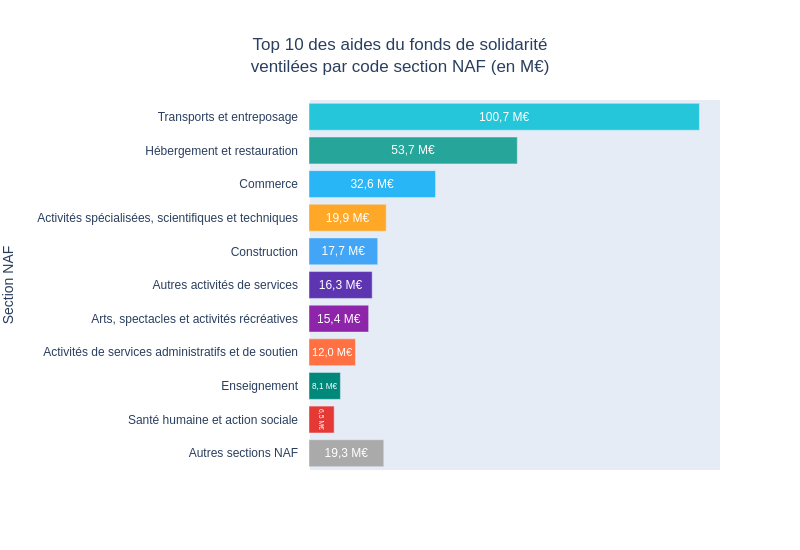 Top 10 des aides du fonds de solidarité
ventilées par code section NAF (en M€)
Section NAF
Transports et entreposage 100,7 M€
Hébergement et restauration 53,7 M€
Commerce 32,6 M€
Activités spécialisées, scientifiques et techniques 19,9 M€
Construction 17,7 M€
Autres activités de services 16,3 M€
Arts, spectacles et activités récréatives 15,4 M€
Activités de services administratifs et de soutien 12,0 M€
Enseignement 8,1 M€
Santé humaine et action sociale 6,5 M€
Autres sections NAF 19,3 M€